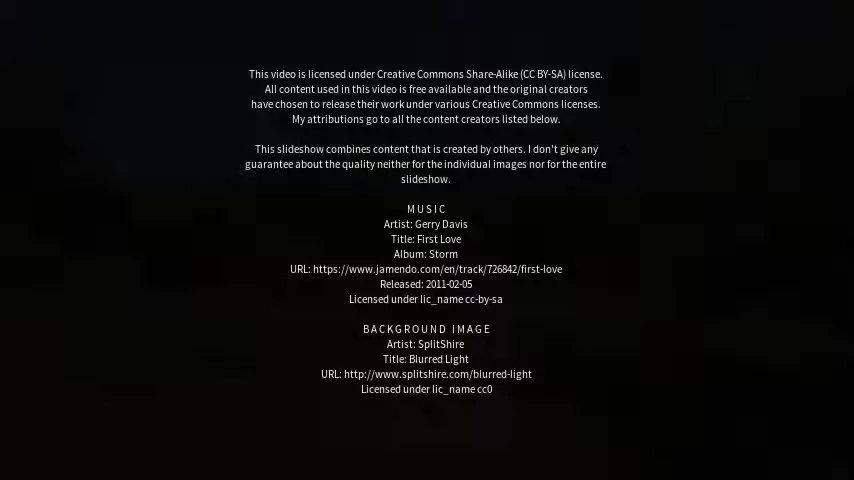 This video is licensed under Creative Commons Share-Alike (CC BY-SA) license.
All content used in this video is free available and the original creators
have chosen to release their work under various Creative Commons licenses.
My attributions go to all the content creators listed below.
This slideshow combines content that is created by others. I don't give any
guarantee about the quality neither for the individual images nor for the entire
slideshow.
MUSIC
Artist: Gerry Davis
Title: First Love
Album: Storm
URL: https://www.jamendo.com/en/track/726842/first-love
Released: 2011-02-05
Licensed under lic_name cc-by-sa
BACKGROUND IMAGE
Artist: SplitShire
Title: Blurred Light
URL: http://www.splitshire.com/blurred-light
Licensed under lic_name cc0